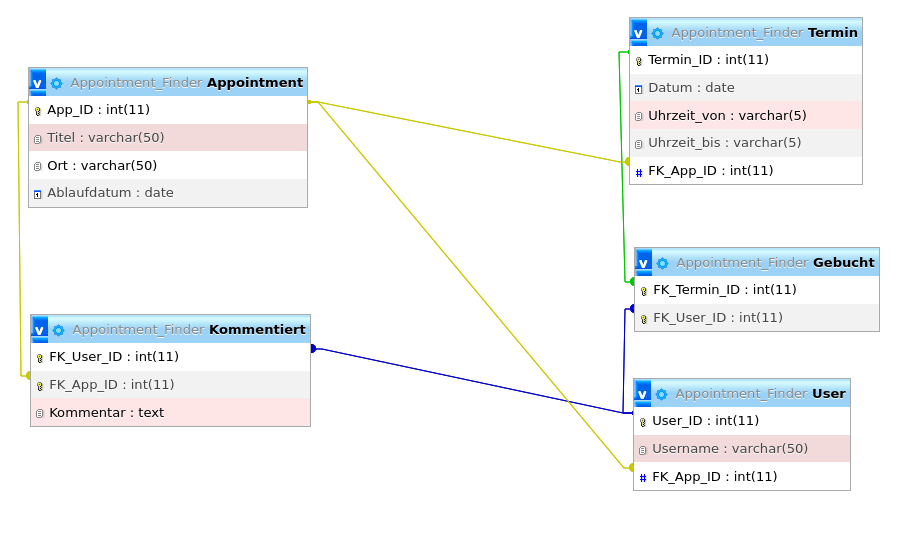 v Appointment_Finder Appointment
App_ID : int(11)
Titel : varchar(50)
Ort : varchar(50)
Ablaufdatum : date
v Appointment_Finder Kommentiert
FK_User_ID : int(11)
FK_App_ID : int(11)
Kommentar : text
v Appointment_Finder Termin
Termin_ID : int(11)
Datum : date
Uhrzeit_von : varchar(5)
Uhrzeit_bis : varchar(5)
# FK_App_ID : int(11)
v Appointment_Finder Gebucht
FK_Termin_ID : int(11)
FK_User_ID : int(11)
v Appointment_Finder User
User_ID : int(11)
Username : varchar(50)
# FK_App_ID : int(11)